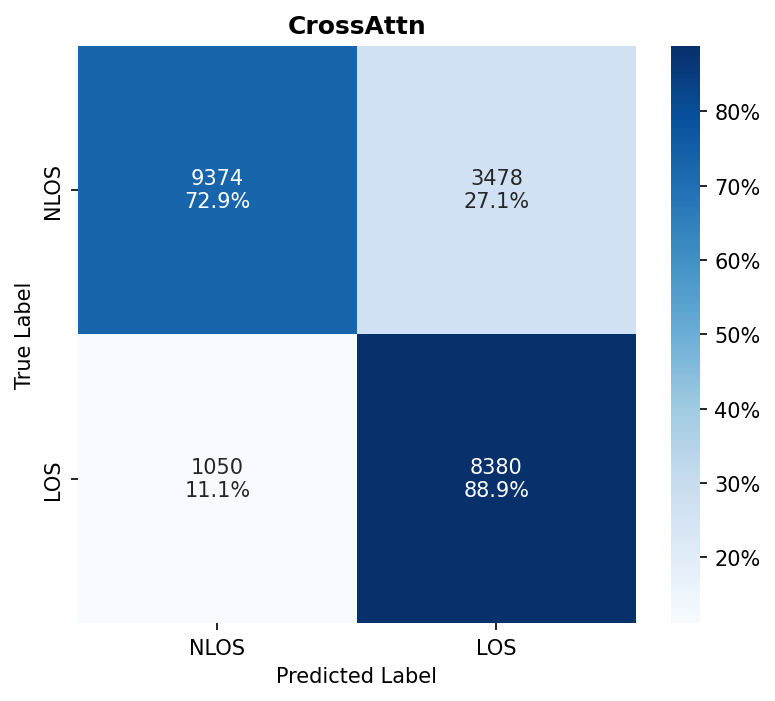 CrossAttn
True Label
NLOS
9374
72.9%
3478
27.1%
LOS
1050
11.1%
8380
88.9%
NLOS
LOS
Predicted Label
80%
70%
60%
50%
40%
30%
20%